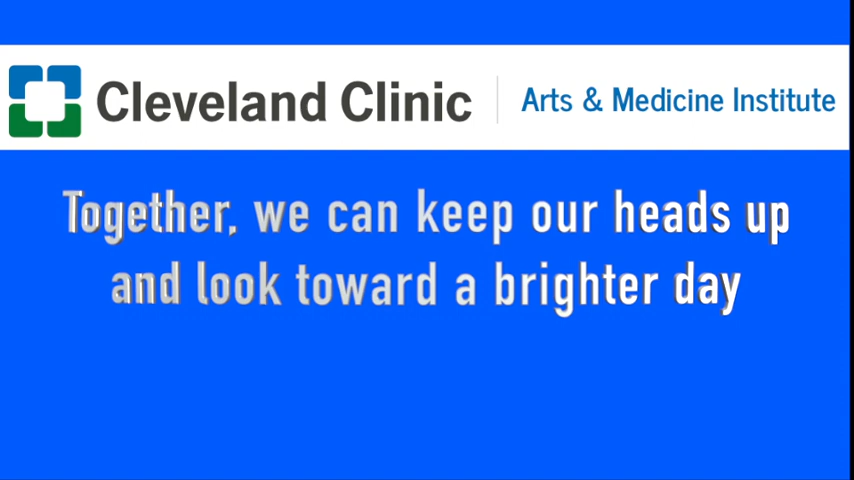 Cleveland Clinic Arts & Medicine Institute
Together, we can keep our heads up
and look toward a brighter day